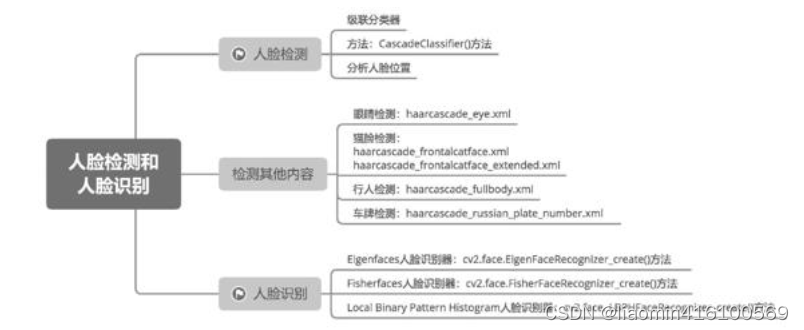 级联分类器
人脸检测
方法：CascadeClassifier()方法
分析人脸位置
人脸检测和
人脸识别
检测其他内容
眼睛检测：haarcascade_eye.xml
猫脸检测：
haarcascade_frontalcatface.xml
haarcascade_frontalcatface_extended.xml
行人检测：haarcascade_fullbody.xml
车牌检测：haarcascade_russian_plate_number.xml
人脸识别
Eigenfaces人脸识别器：cv2.face.EigenFaceRecognizer_create()方法
Fisherfaces人脸识别器：cv2.face.FisherFaceRecognizer_create()方法
Local Binary Pattern Histogram人脸识别器：cv2.face.LBPHFaceRecognizer_create()方法
CSDN @liaomin416100569